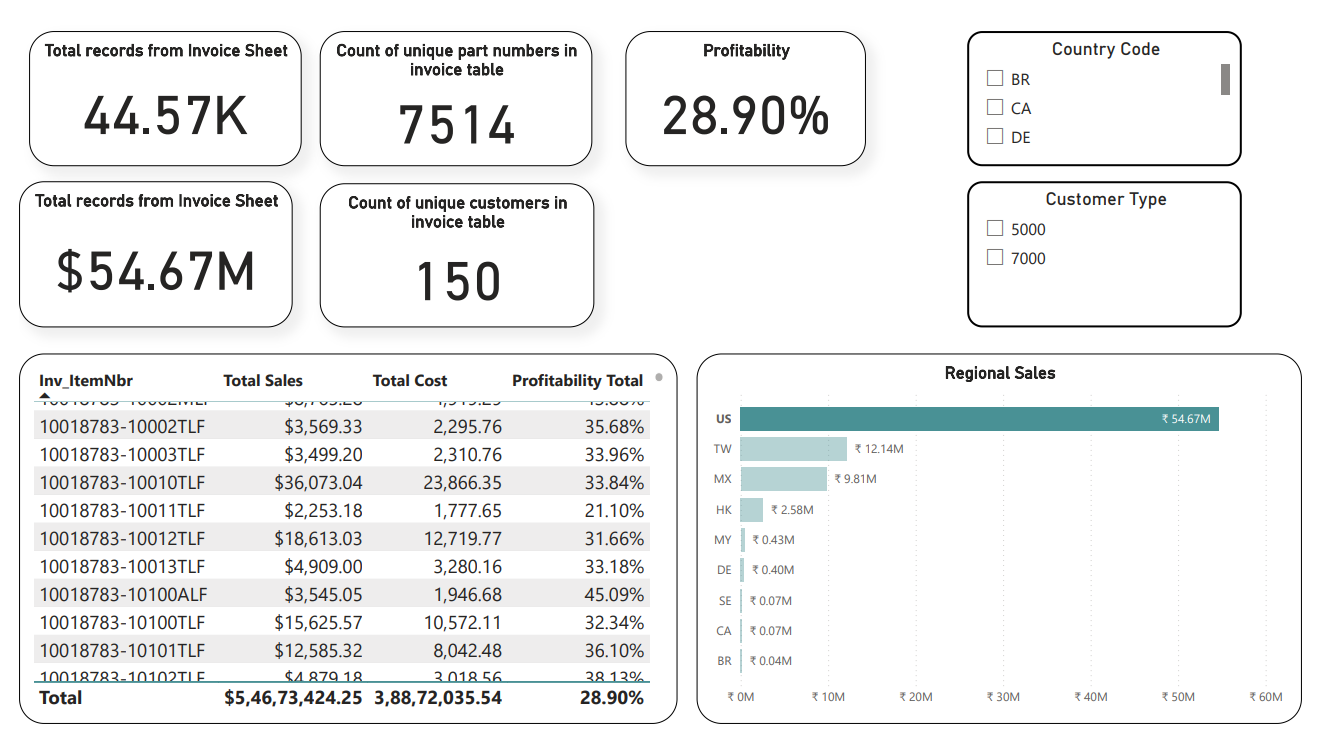 Total records from Invoice Sheet
44.57K
Count of unique part numbers in
invoice table
7514
Profitability
28.90%
Country Code
BR
CA
DE
Total records from Invoice Sheet
$54.67M
Count of unique customers in
invoice table
150
Customer Type
5000
7000
Inv_ItemNbr Total Sales Total Cost Profitability Total
10018783-10002TLF $3,569.33 2,295.76 35.68%
10018783-10003TLF $3,499.20 2,310.76 33.96%
10018783-10010TLF $36,073.04 23,866.35 33.84%
10018783-10011TLF $2,253.18 1,777.65 21.10%
10018783-10012TLF $18,613.03 12,719.77 31.66%
10018783-10013TLF $4,909.00 3,280.16 33.18%
10018783-10100ALF $3,545.05 1,946.68 45.09%
10018783-10100TLF $15,625.57 10,572.11 32.34%
10018783-10101TLF $12,585.32 8,042.48 36.10%
10018783-10102TLF $4,879.18 3,018.56 38.13%
Total $5,46,73,424.25 3,88,72,035.54 28.90%
Regional Sales
US ₹ 54.67M
TW ₹ 12.14M
MX ₹ 9.81M
HK ₹ 2.58M
MY ₹ 0.43M
DE ₹ 0.40M
SE ₹ 0.07M
CA ₹ 0.07M
BR ₹ 0.04M
₹ 0M ₹ 10M ₹ 20M ₹ 30M ₹ 40M ₹ 50M ₹ 60M